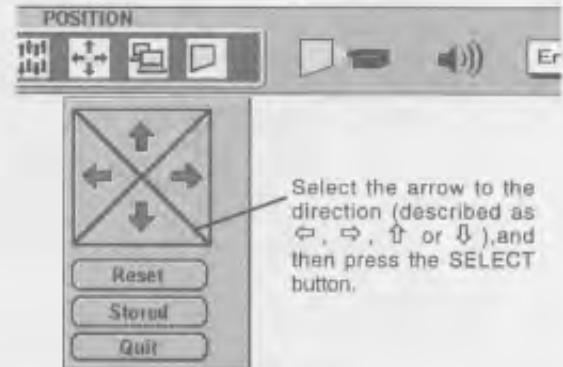 POSITION
Er
Select the arrow to the
direction (described as
⇦ , ⇨ , ⇧ or ⇩ ),and
then press the SELECT
button.
Reset
Stored
Quit